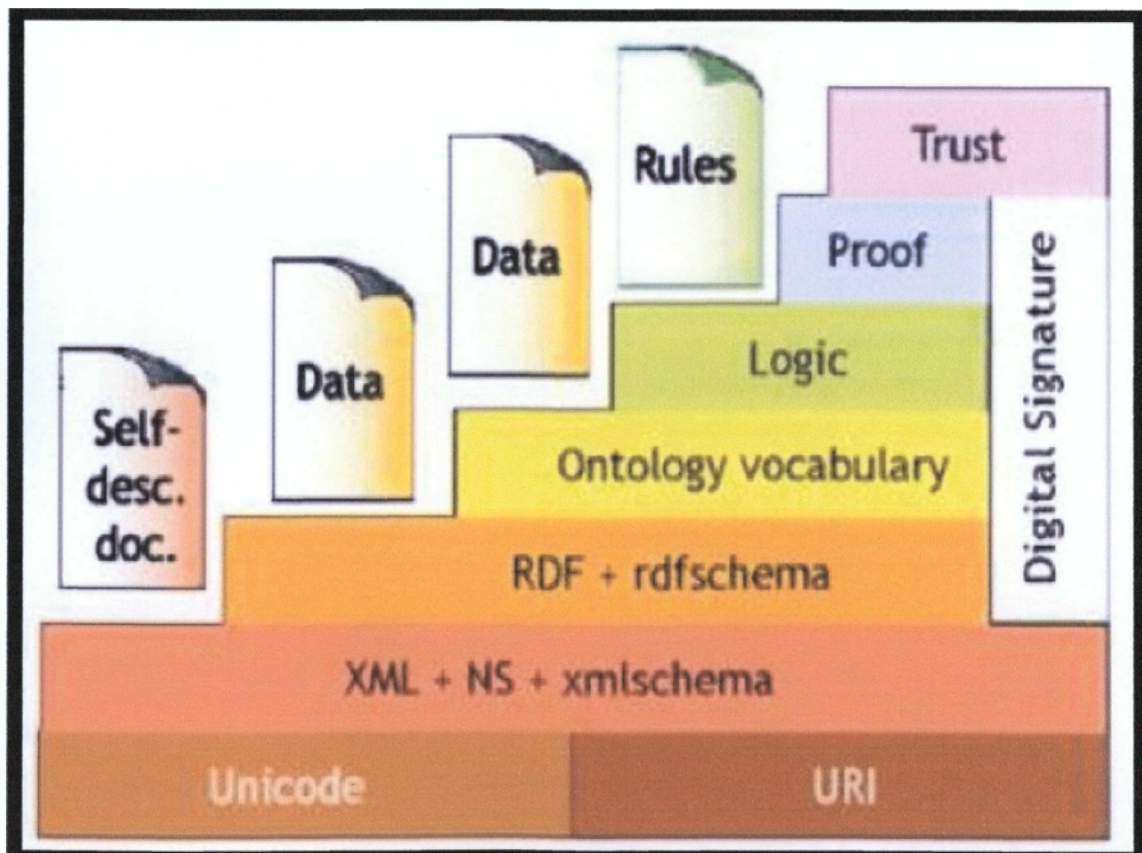 Trust
Rules
Proof
Data
Logic
Data
Self-
desc.
doc.
Ontology vocabulary
Digital Signature
RDF + rdfschema
XML + NS + xmlschema
Unicode
URI